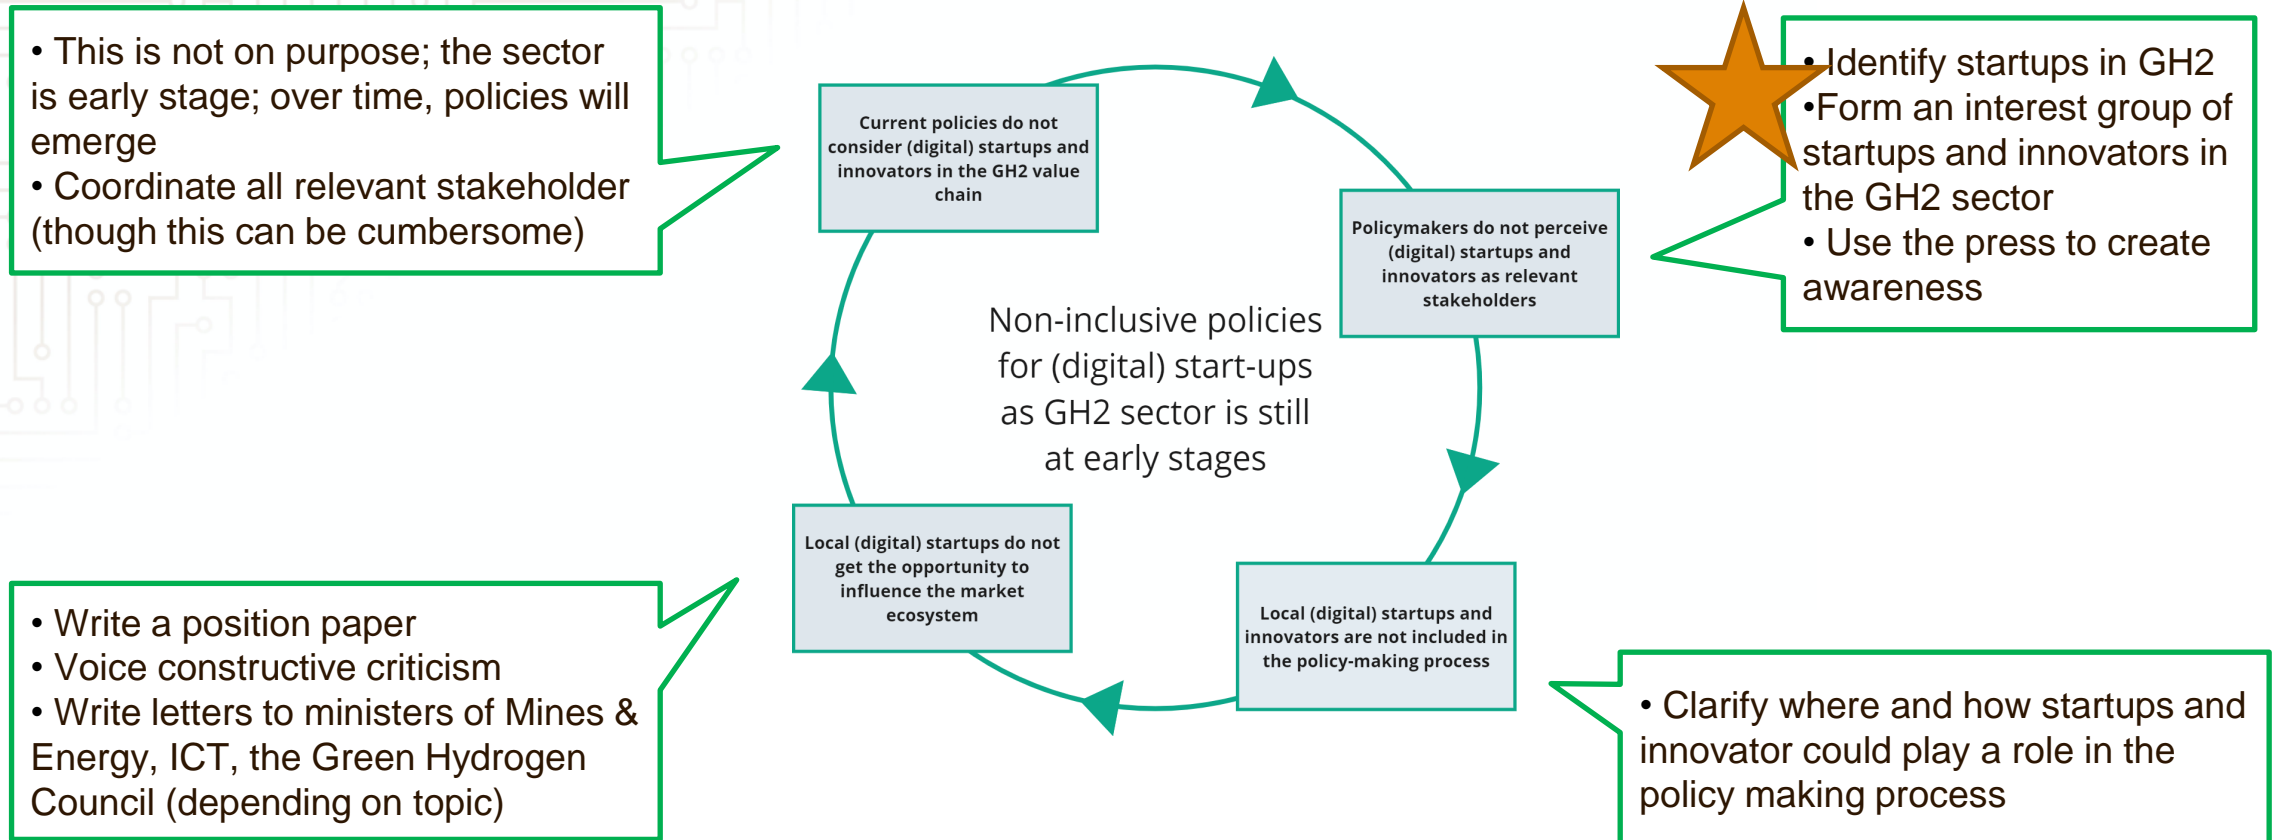 • This is not on purpose; the sector
is early stage; over time, policies will
emerge
• Coordinate all relevant stakeholder
(though this can be cumbersome)
Current policies do not
consider (digital) startups and
innovators in the GH2 value
chain
• Identify startups in GH2
•Form an interest group of
startups and innovators in
the GH2 sector
• Use the press to create
awareness
Policymakers do not perceive
(digital) startups and
innovators as relevant
stakeholders
Non-inclusive policies
for (digital) start-ups
as GH2 sector is still
at early stages
Local (digital) startups do not
get the opportunity to
influence the market
ecosystem
Local (digital) startups and
innovators are not included in
the policy-making process
• Write a position paper
• Voice constructive criticism
• Write letters to ministers of Mines &
Energy, ICT, the Green Hydrogen
Council (depending on topic)
• Clarify where and how startups and
innovator could play a role in the
policy making process